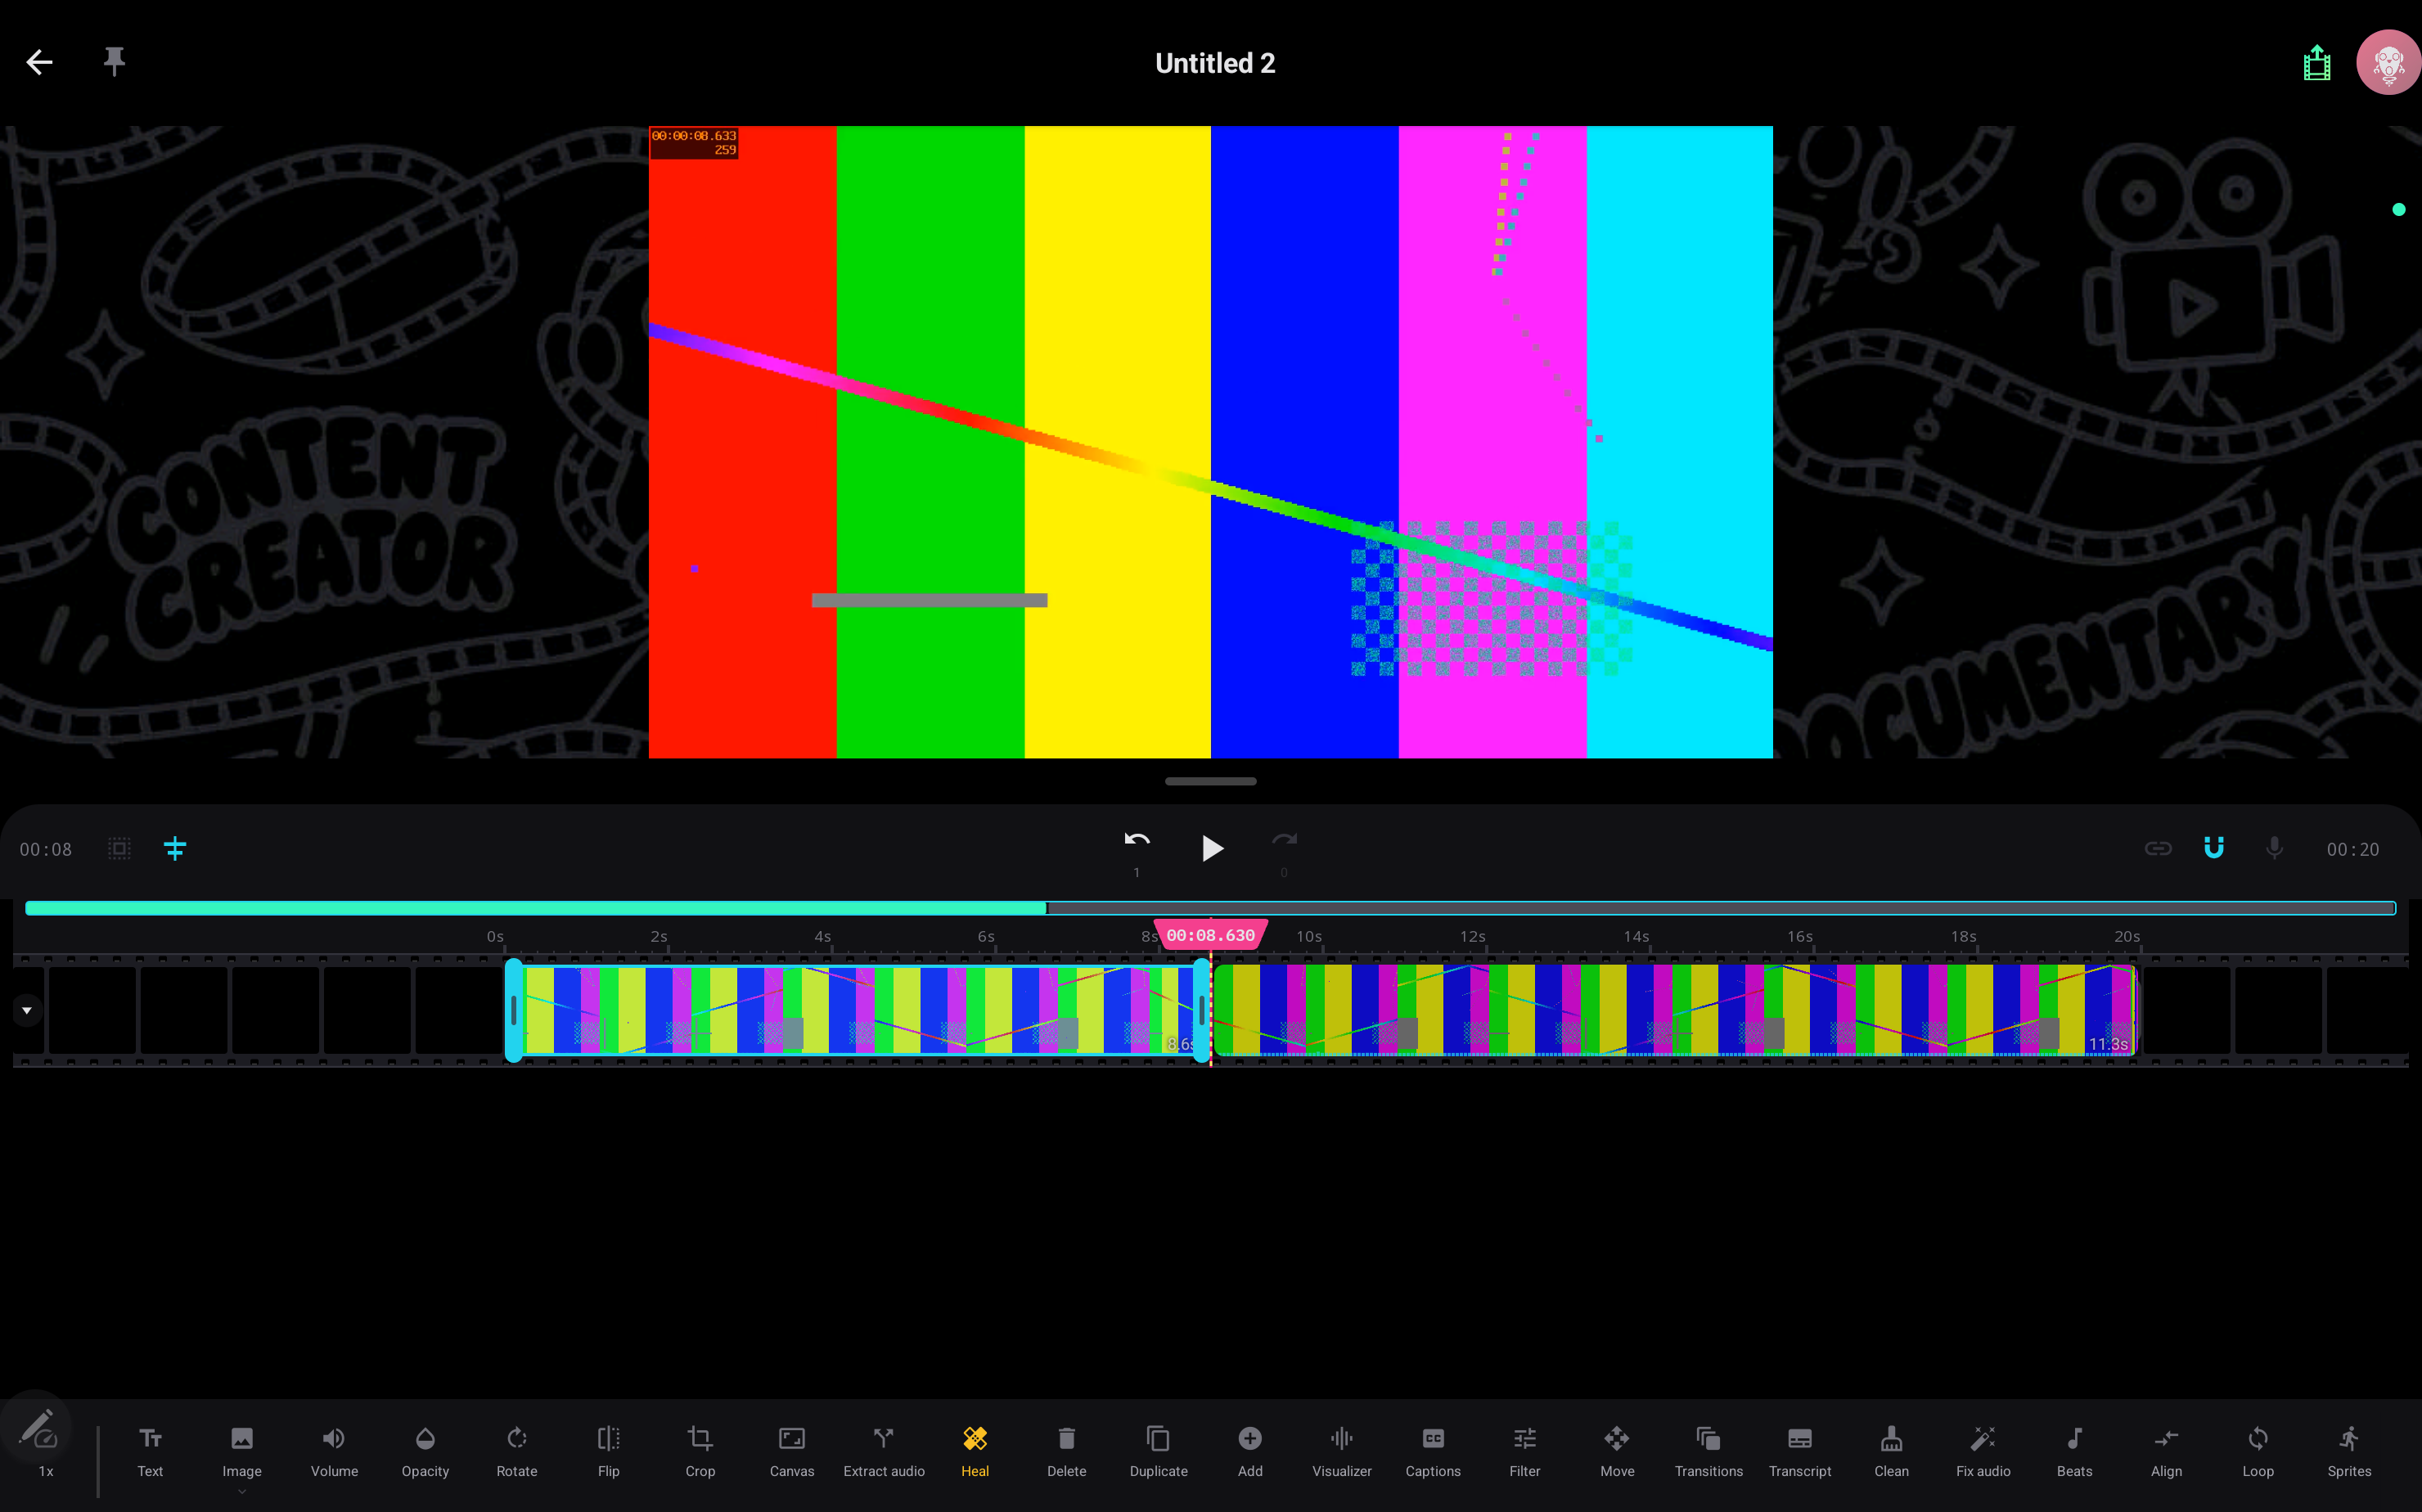 Untitled 2
00:00:08.633
259
CONTENT
CREATOR
DOCUMENTARY
00:08
1
0
00:20
0s 2s 4s 6s 8s 00:08.630 10s 12s 14s 16s 18s 20s
8.6s 11.3s
1x Text Image Volume Opacity Rotate Flip Crop Canvas Extract audio Heal Delete Duplicate Add Visualizer Captions Filter Move Transitions Transcript Clean Fix audio Beats Align Loop Sprites